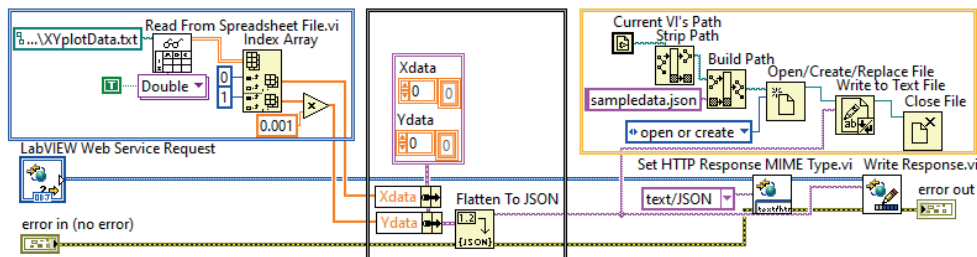 Read From Spreadsheet File.vi
Index Array
...\XYplotData.txt
T
Double
0
1
0.001
x
LabVIEW Web Service Request
OBJ
error in (no error)
Xdata
0
0
Ydata
0
0
Xdata
Ydata
Flatten To JSON
1.2
{JSON}
Current VI's Path
Strip Path
Build Path
sampledata.json
Open/Create/Replace File
Write to Text File
Close File
open or create
Set HTTP Response MIME Type.vi
Write Response.vi
text/JSON
error out